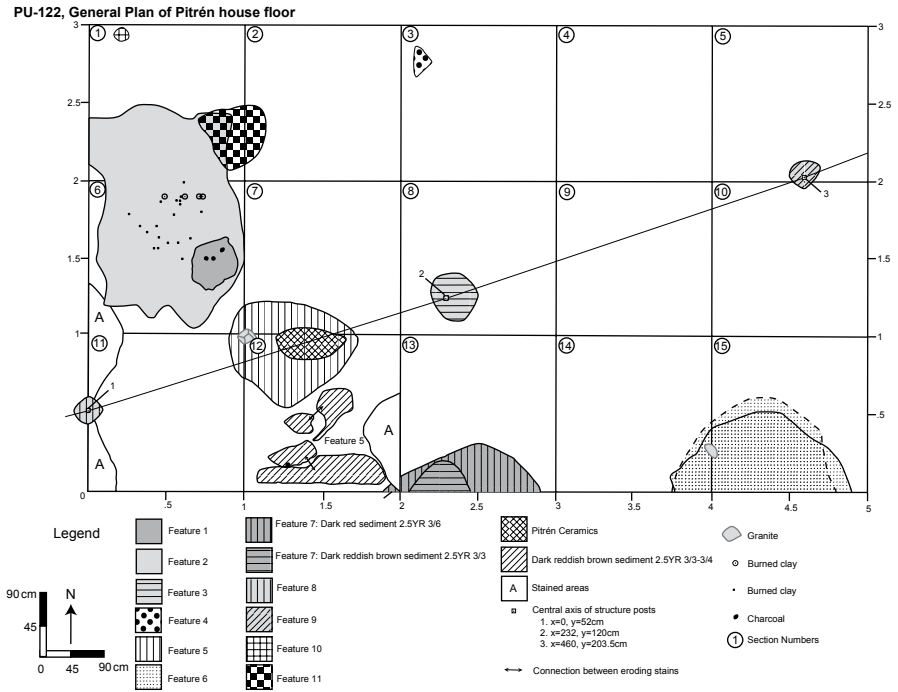 PU-122, General Plan of Pitrén house floor
3
1
2
3
4
5
3
2.5
2.5
2
6
7
8
9
10
3
2
2
1.5
1.5
A
1
12
13
14
15
1
11
1
.5
A
Feature 5
A
0
.5
1
1.5
2
2.5
3
3.5
4
4.5
5
Legend
Feature 1
Feature 2
Feature 3
Feature 4
Feature 5
Feature 6
Feature 7: Dark red sediment 2.5YR 3/6
Feature 7: Dark reddish brown sediment 2.5YR 3/3
Feature 8
Feature 9
Feature 10
Feature 11
Pitrén Ceramics
Dark reddish brown sediment 2.5YR 3/3-3/4
A Stained areas
Central axis of structure posts
1. x=0, y=52cm
2. x=232, y=120cm
3. x=460, y=203.5cm
Connection between eroding stains
Granite
Burned clay
Burned clay
Charcoal
1 Section Numbers
90 cm
N
45
0 45 90 cm